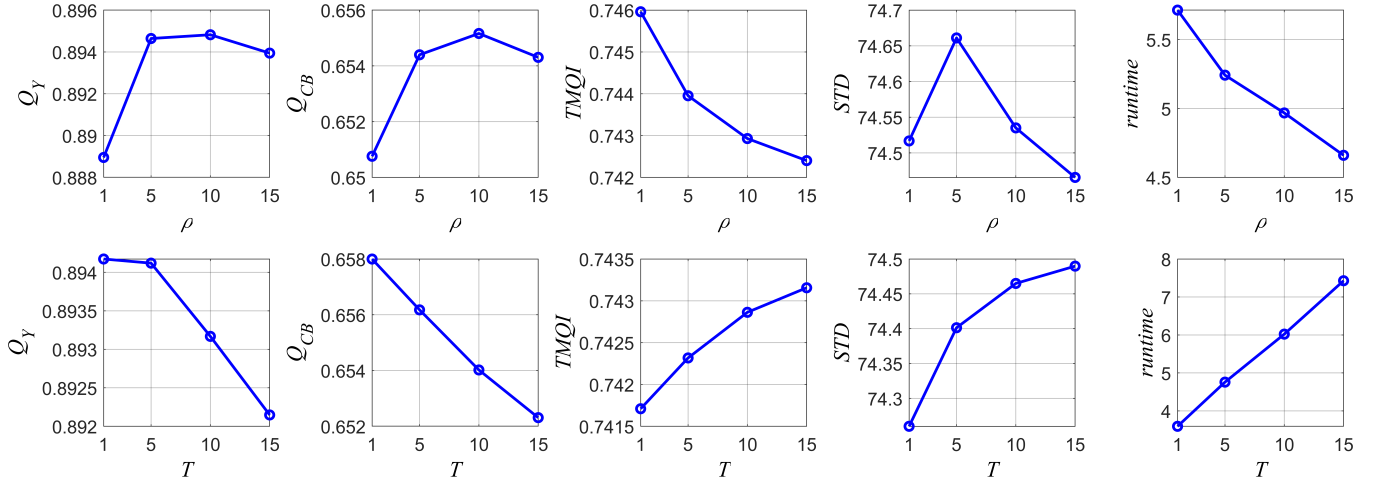 0.896
0.894
0.892
0.89
0.888
Q_Y
1 5 10 15
ρ
0.656
0.654
0.652
0.65
Q_CB
1 5 10 15
ρ
0.746
0.745
0.744
0.743
0.742
TMQI
1 5 10 15
ρ
74.7
74.65
74.6
74.55
74.5
STD
1 5 10 15
ρ
5.5
5
4.5
runtime
1 5 10 15
ρ
0.894
0.8935
0.893
0.8925
0.892
Q_Y
1 5 10 15
T
0.658
0.656
0.654
0.652
Q_CB
1 5 10 15
T
0.7435
0.743
0.7425
0.742
0.7415
TMQI
1 5 10 15
T
74.5
74.45
74.4
74.35
74.3
STD
1 5 10 15
T
8
7
6
5
4
runtime
1 5 10 15
T